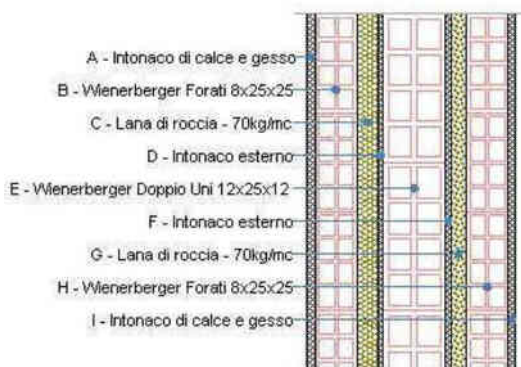 A - Intonaco di calce e gesso
B - Wienerberger Forati 8x25x25
C - Lana di roccia - 70kg/mc
D - Intonaco esterno
E - Wienerberger Doppio Uni 12x25x12
F - Intonaco esterno
G - Lana di roccia - 70kg/mc
H - Wienerberger Forati 8x25x25
I - Intonaco di calce e gesso